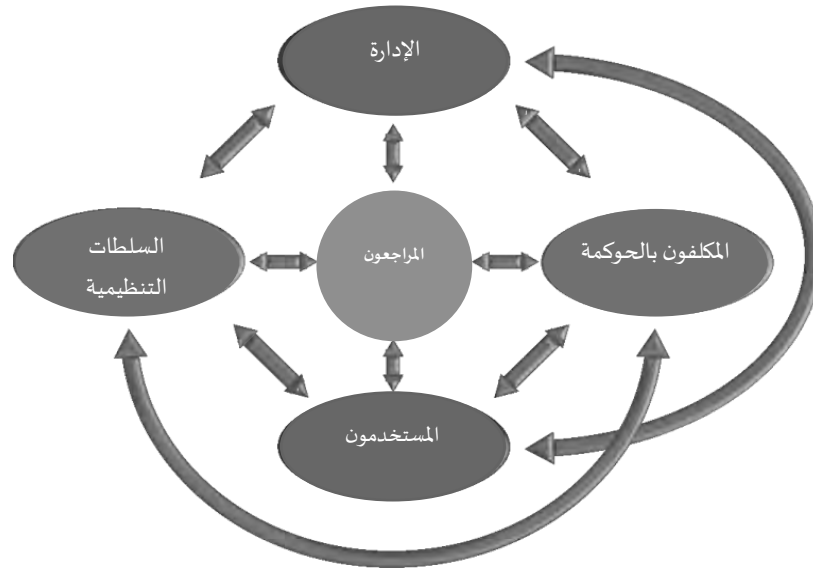 الإدارة
المكلفون بالحوكمة
المراجعون
السلطات
التنظيمية
المستخدمون